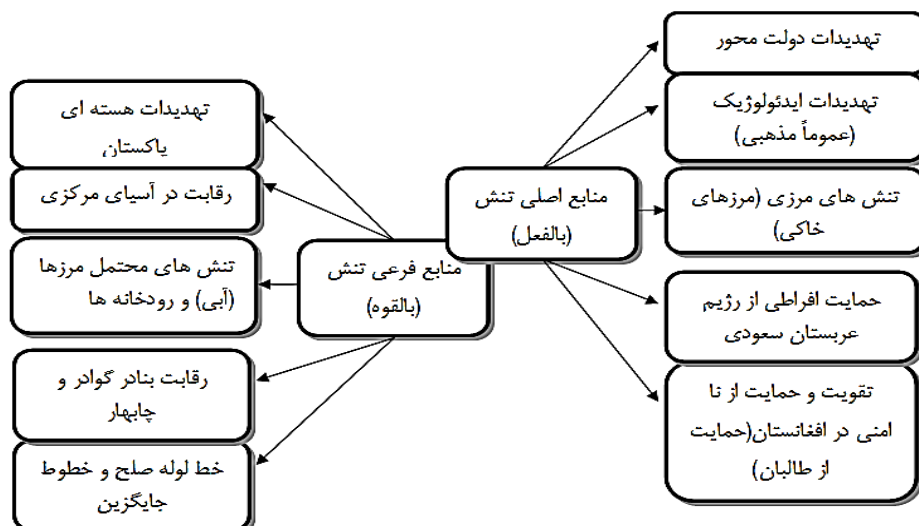 تهدیدات دولت محور
تهدیدات ایدئولوژیک
(عموماً مذهبی)
منابع اصلی تنش
(بالفعل)
تنش های مرزی (مرزهای
خاکی)
حمایت افراطی از رژیم
عربستان سعودی
تقویت و حمایت از نا
امنی در افغانستان(حمایت
از طالبان)
منابع فرعی تنش
(بالقوه)
تهدیدات هسته ای
پاکستان
رقابت در آسیای مرکزی
تنش های محتمل مرزها
(آبی) و رودخانه ها
رقابت بنادر گوادر و
چابهار
خط لوله صلح و خطوط
جایگزین